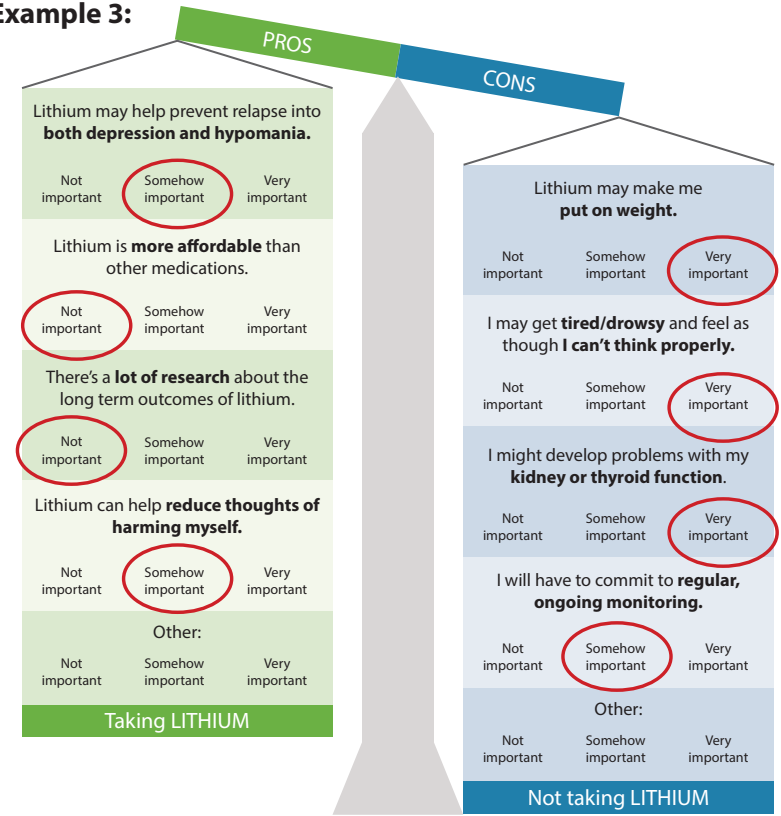 Example 3:
PROS
CONS
Lithium may help prevent relapse into
both depression and hypomania.
Not important
Somehow important
Very important
Lithium is more affordable than
other medications.
Not important
Somehow important
Very important
There's a lot of research about the
long term outcomes of lithium.
Not important
Somehow important
Very important
Lithium can help reduce thoughts of
harming myself.
Not important
Somehow important
Very important
Other:
Not important
Somehow important
Very important
Taking LITHIUM
Lithium may make me
put on weight.
Not important
Somehow important
Very important
I may get tired/drowsy and feel as
though I can't think properly.
Not important
Somehow important
Very important
I might develop problems with my
kidney or thyroid function.
Not important
Somehow important
Very important
I will have to commit to regular,
ongoing monitoring.
Not important
Somehow important
Very important
Other:
Not important
Somehow important
Very important
Not taking LITHIUM